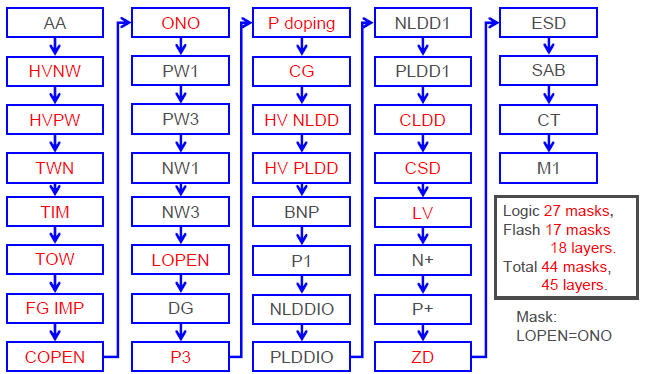 AA
HVNW
HVPW
TWN
TIM
TOW
FG IMP
COPEN
ONO
PW1
PW3
NW1
NW3
LOPEN
DG
P3
P doping
CG
HV NLDD
HV PLDD
BNP
P1
NLDDIO
PLDDIO
NLDD1
PLDD1
CLDD
CSD
LV
N+
P+
ZD
ESD
SAB
CT
M1
Logic 27 masks,
Flash 17 masks
18 layers.
Total 44 masks,
45 layers.
Mask:
LOPEN=ONO